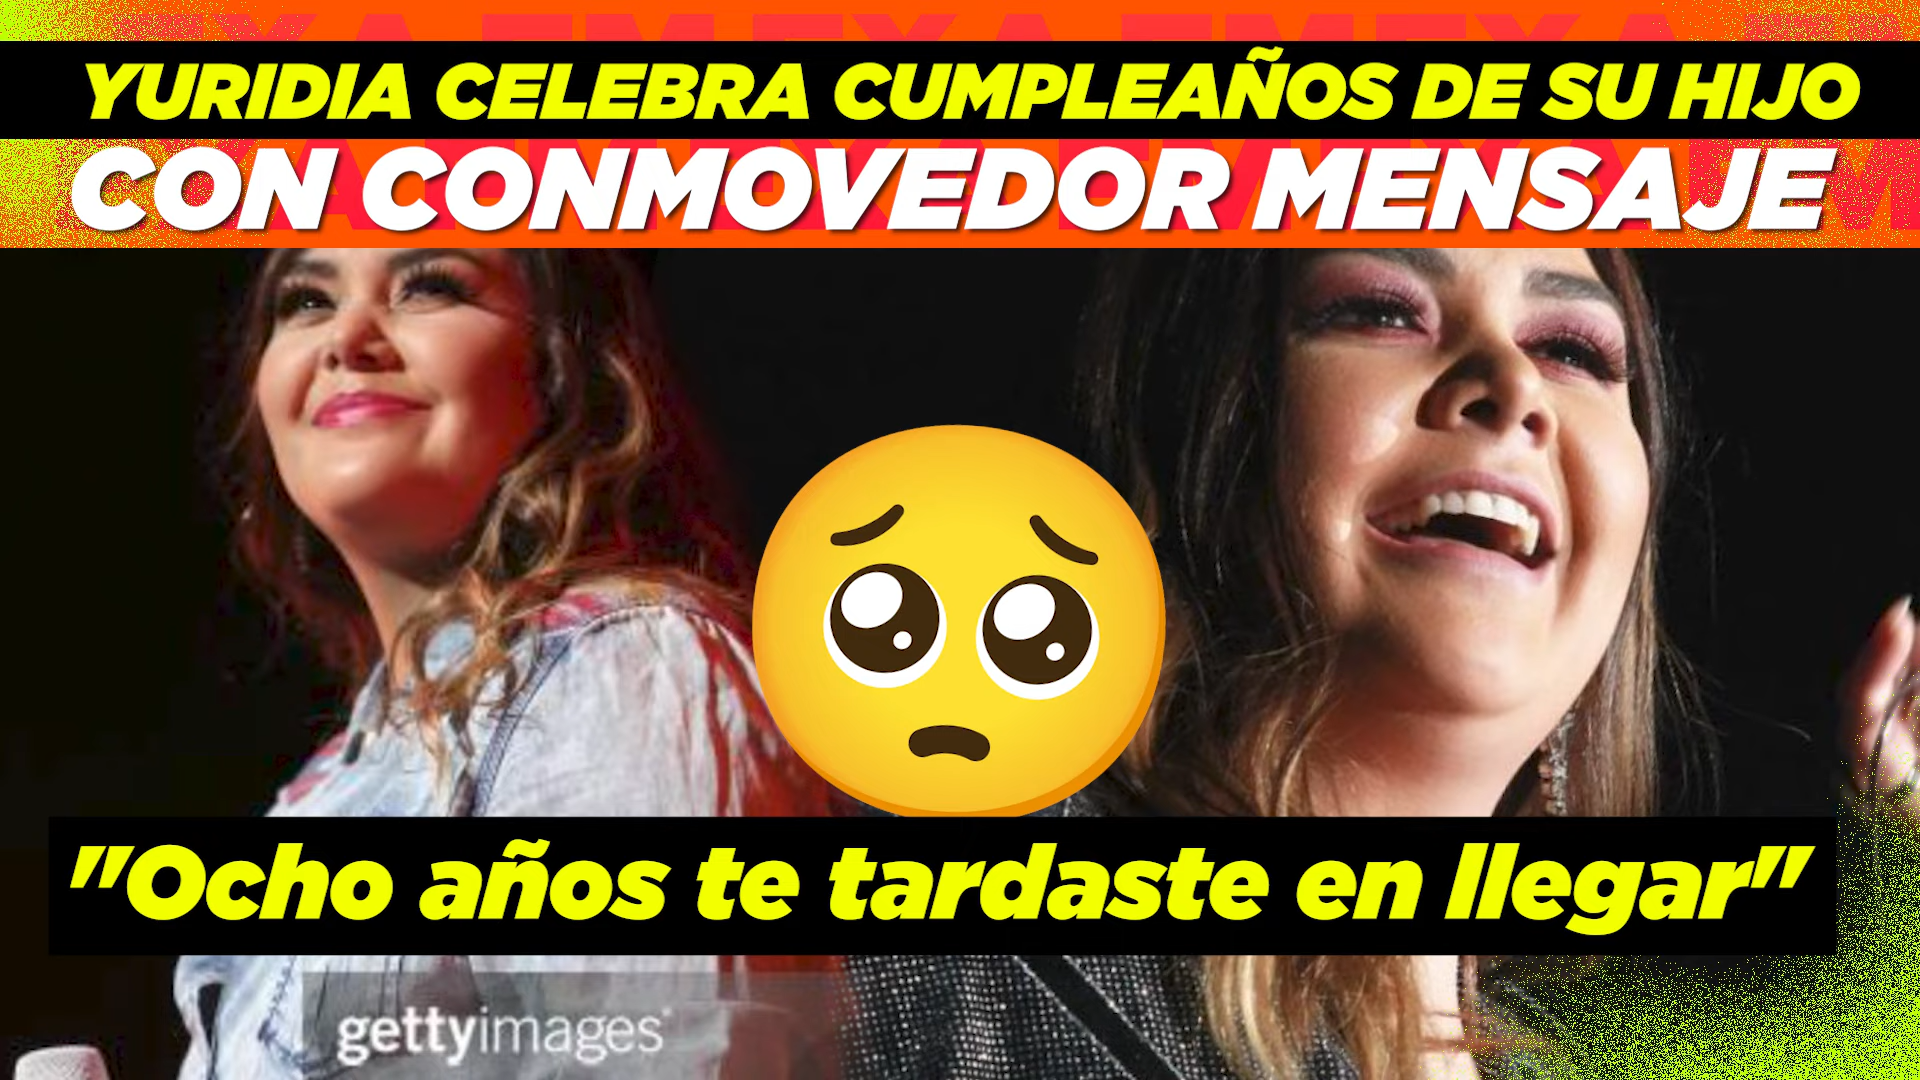 YURIDIA CELEBRA CUMPLEAÑOS DE SU HIJO
CON CONMOVEDOR MENSAJE
"Ocho años te tardaste en llegar"
gettyimages